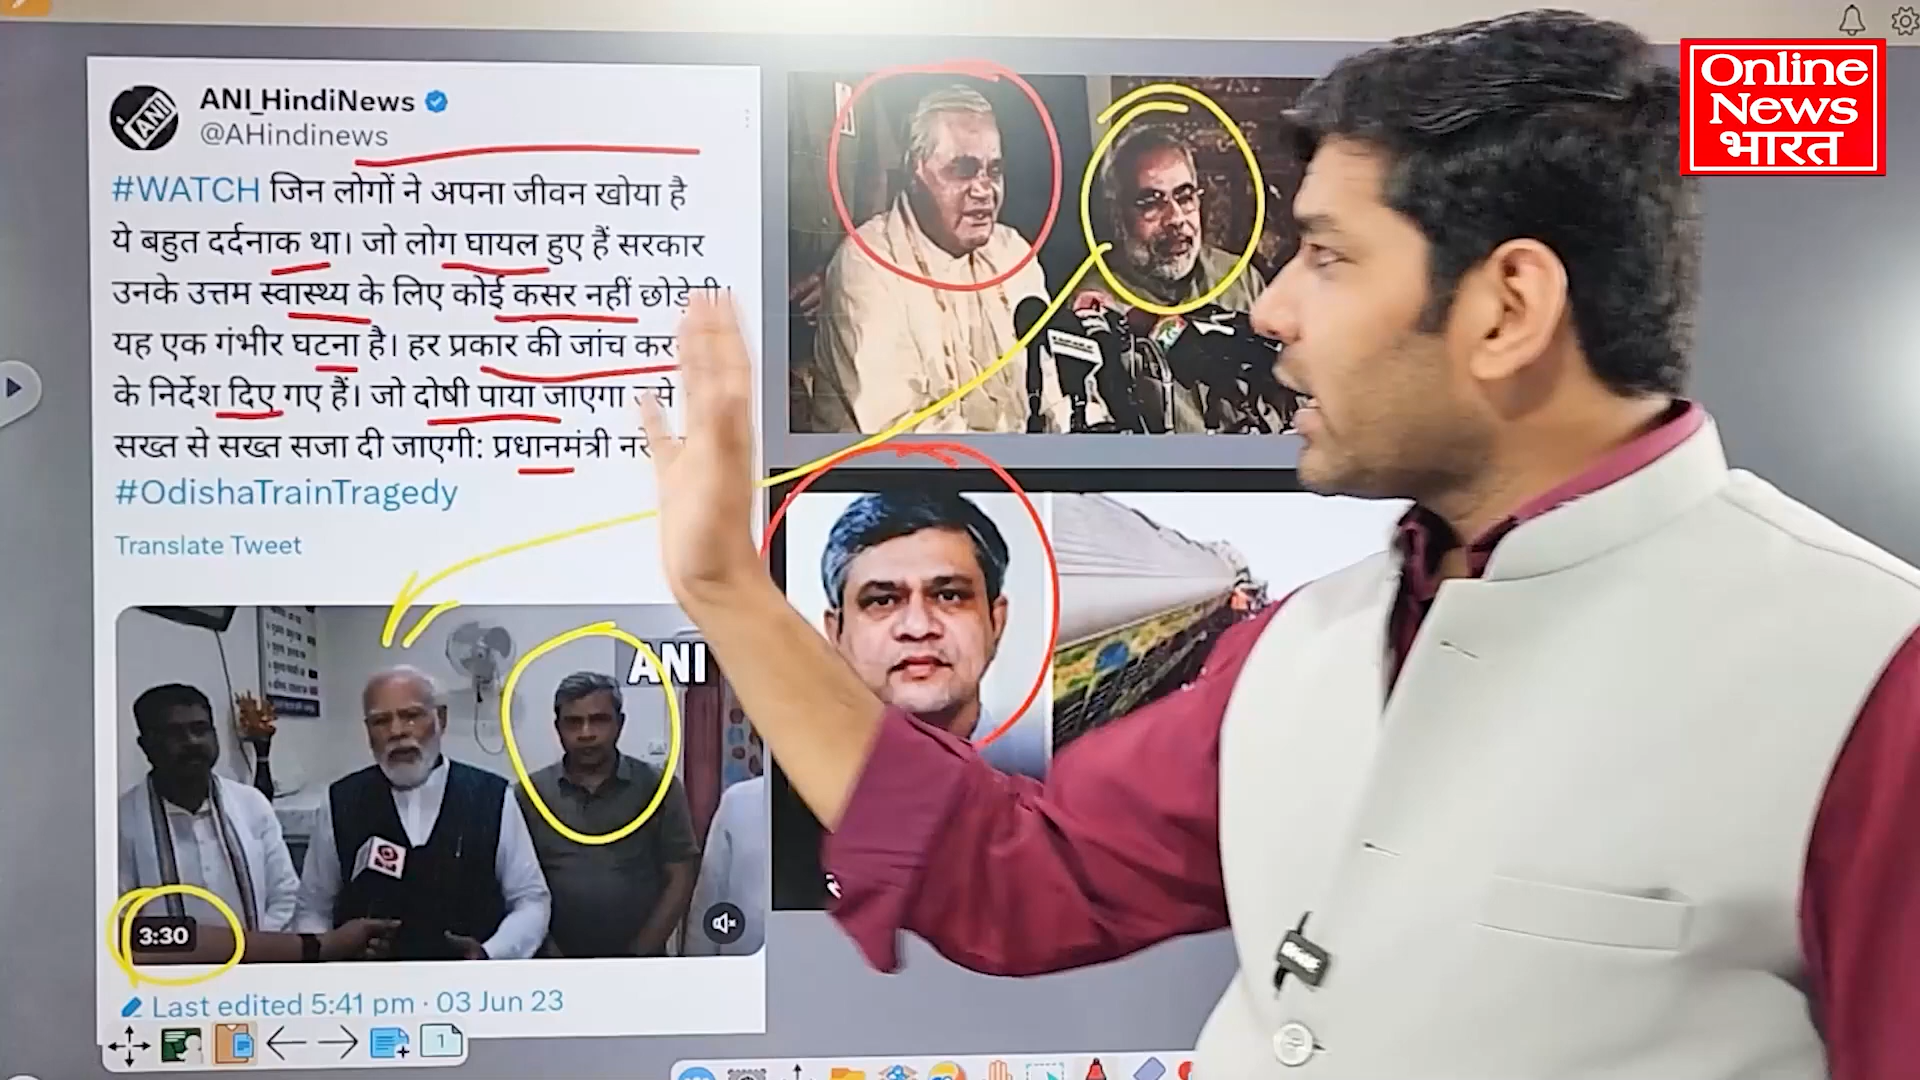 ANI_HindiNews
@AHindinews
#WATCH जिन लोगों ने अपना जीवन खोया है
ये बहुत दर्दनाक था। जो लोग घायल हुए हैं सरकार
उनके उत्तम स्वास्थ्य के लिए कोई कसर नहीं
यह एक गंभीर घटना है। हर प्रकार की जांच
के निर्देश दिए गए हैं। जो दोषी पाया जाएगा
सख्त से सख्त सजा दी जाएगी: प्रधानमंत्री
#OdishaTrainTragedy
Translate Tweet
ANI
ANI
3:30
Last edited 5:41 pm · 03 Jun 23
1
Online
News
भारत